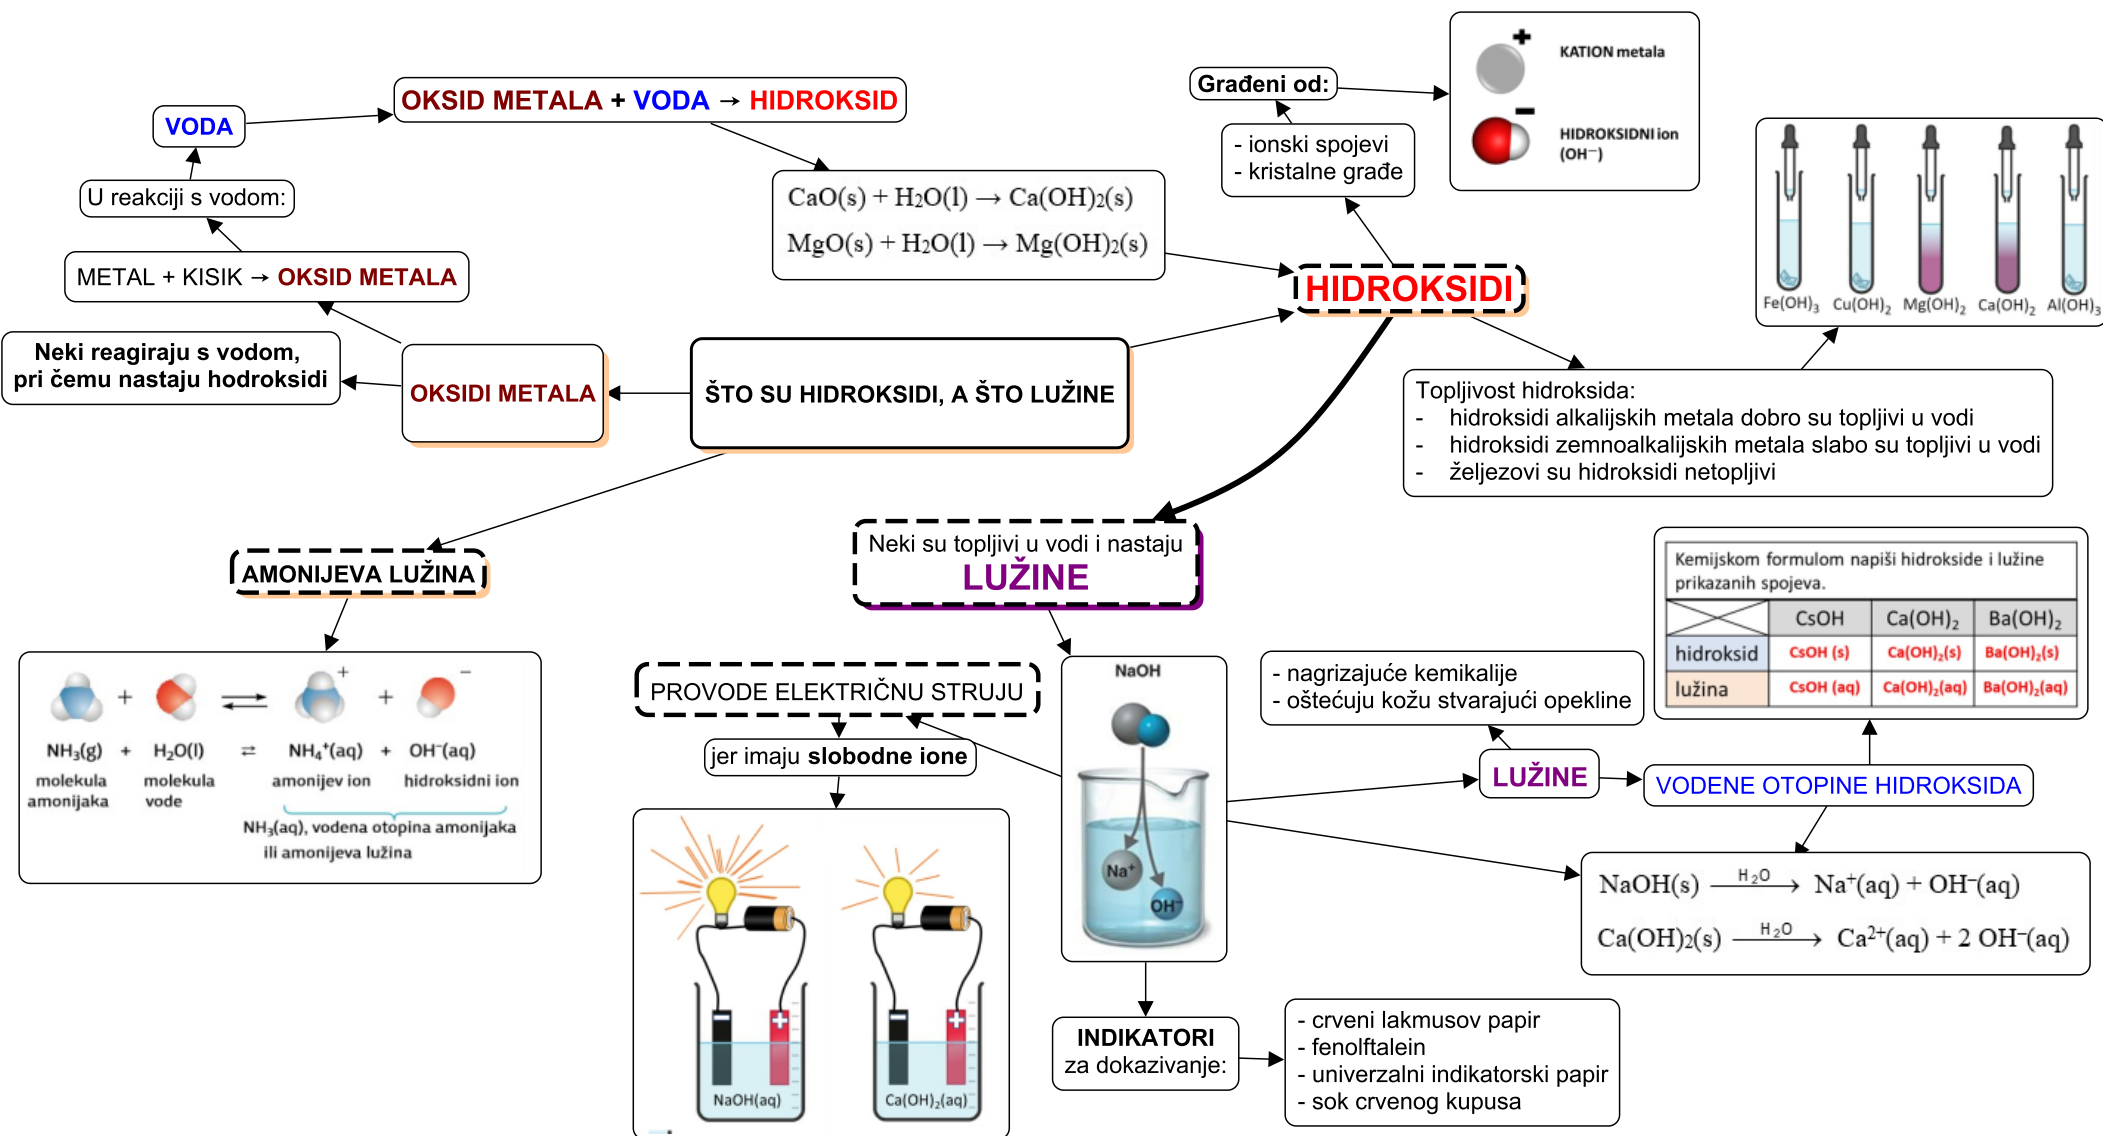 OKSID METALA + VODA → HIDROKSID
VODA
U reakciji s vodom:
METAL + KISIK → OKSID METALA
Neki reagiraju s vodom,
pri čemu nastaju hodroksidi
OKSIDI METALA
ŠTO SU HIDROKSIDI, A ŠTO LUŽINE
CaO(s) + H₂O(l) → Ca(OH)₂(s)
MgO(s) + H₂O(l) → Mg(OH)₂(s)
HIDROKSIDI
- ionski spojevi
- kristalne građe
Građeni od:
+
KATION metala
–
HIDROKSIDNI ion
(OH⁻)
Fe(OH)₃ Cu(OH)₂ Mg(OH)₂ Ca(OH)₂ Al(OH)₃
Topljivost hidroksida:
- hidroksidi alkalijskih metala dobro su topljivi u vodi
- hidroksidi zemnoalkalijskih metala slabo su topljivi u vodi
- željezovi su hidroksidi netopljivi
AMONIJEVA LUŽINA
+ ⇌ + + –
NH₃(g) + H₂O(l) ⇌ NH₄⁺(aq) + OH⁻(aq)
molekula amonijaka
molekula vode
amonijev ion
hidroksidni ion
NH₃(aq), vodena otopina amonijaka
ili amonijeva lužina
Neki su topljivi u vodi i nastaju
LUŽINE
PROVODE ELEKTRIČNU STRUJU
jer imaju slobodne ione
NaOH(aq)
Ca(OH)₂(aq)
NaOH
Na⁺
OH⁻
- nagrizajuće kemikalije
- oštećuju kožu stvarajući opekline
LUŽINE
VODENE OTOPINE HIDROKSIDA
Kemijskom formulom napiši hidrokside i lužine
prikazanih spojeva.
CsOH Ca(OH)₂ Ba(OH)₂
hidroksid CsOH (s) Ca(OH)₂(s) Ba(OH)₂(s)
lužina CsOH (aq) Ca(OH)₂(aq) Ba(OH)₂(aq)
NaOH(s) —H₂O→ Na⁺(aq) + OH⁻(aq)
Ca(OH)₂(s) —H₂O→ Ca²⁺(aq) + 2 OH⁻(aq)
INDIKATORI
za dokazivanje:
- crveni lakmusov papir
- fenolftalein
- univerzalni indikatorski papir
- sok crvenog kupusa